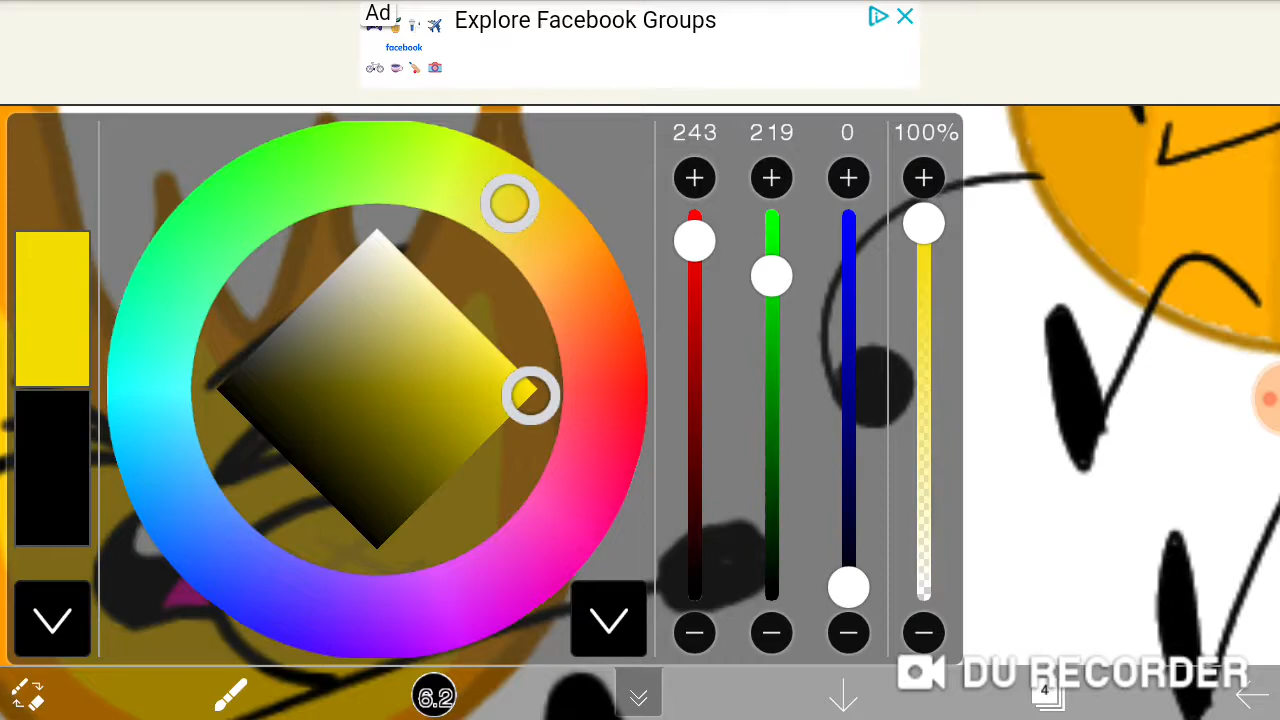 Ad
Explore Facebook Groups
facebook
243 219 0 100%
6.2
4
DU RECORDER